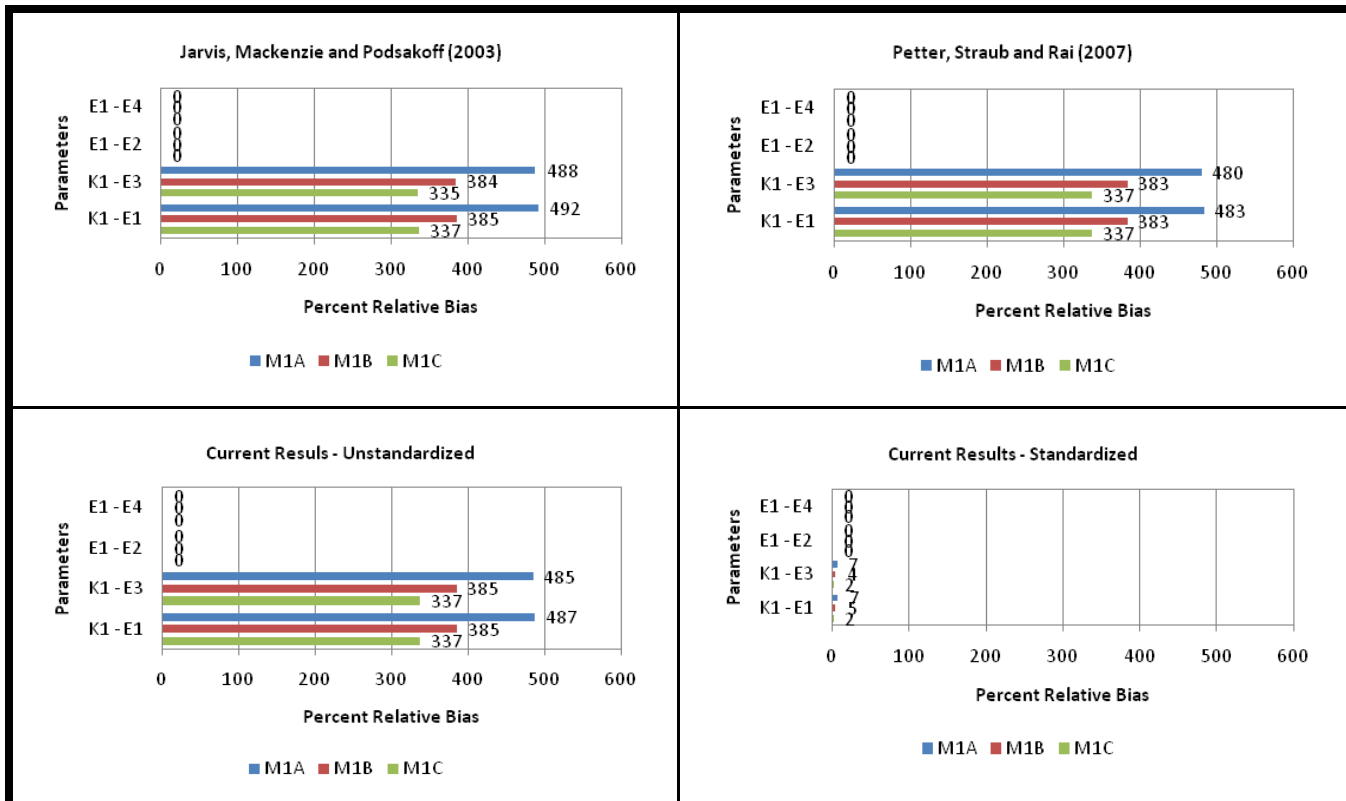 Jarvis, Mackenzie and Podsakoff (2003)
Parameters
E1 - E4
0
0
0
E1 - E2
0
0
0
K1 - E3
488
384
335
K1 - E1
492
385
337
0 100 200 300 400 500 600
Percent Relative Bias
M1A M1B M1C
Petter, Straub and Rai (2007)
Parameters
E1 - E4
0
0
0
E1 - E2
0
0
0
K1 - E3
480
383
337
K1 - E1
483
383
337
0 100 200 300 400 500 600
Percent Relative Bias
M1A M1B M1C
Current Resuls - Unstandardized
Parameters
E1 - E4
0
0
0
E1 - E2
0
0
0
K1 - E3
485
385
337
K1 - E1
487
385
337
0 100 200 300 400 500 600
Percent Relative Bias
M1A M1B M1C
Current Results - Standardized
Parameters
E1 - E4
0
0
0
E1 - E2
0
0
0
K1 - E3
7
4
2
K1 - E1
7
5
2
0 100 200 300 400 500 600
Percent Relative Bias
M1A M1B M1C